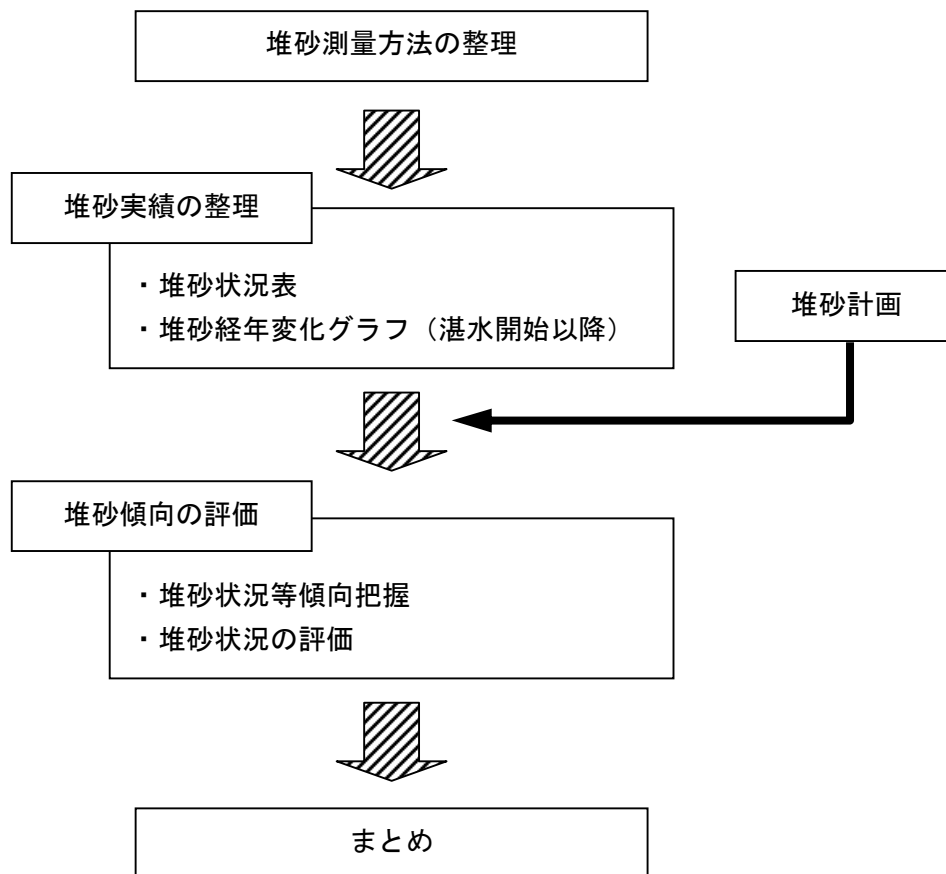 堆砂測量方法の整理
堆砂実績の整理
・堆砂状況表
・堆砂経年変化グラフ（湛水開始以降）
堆砂計画
堆砂傾向の評価
・堆砂状況等傾向把握
・堆砂状況の評価
まとめ